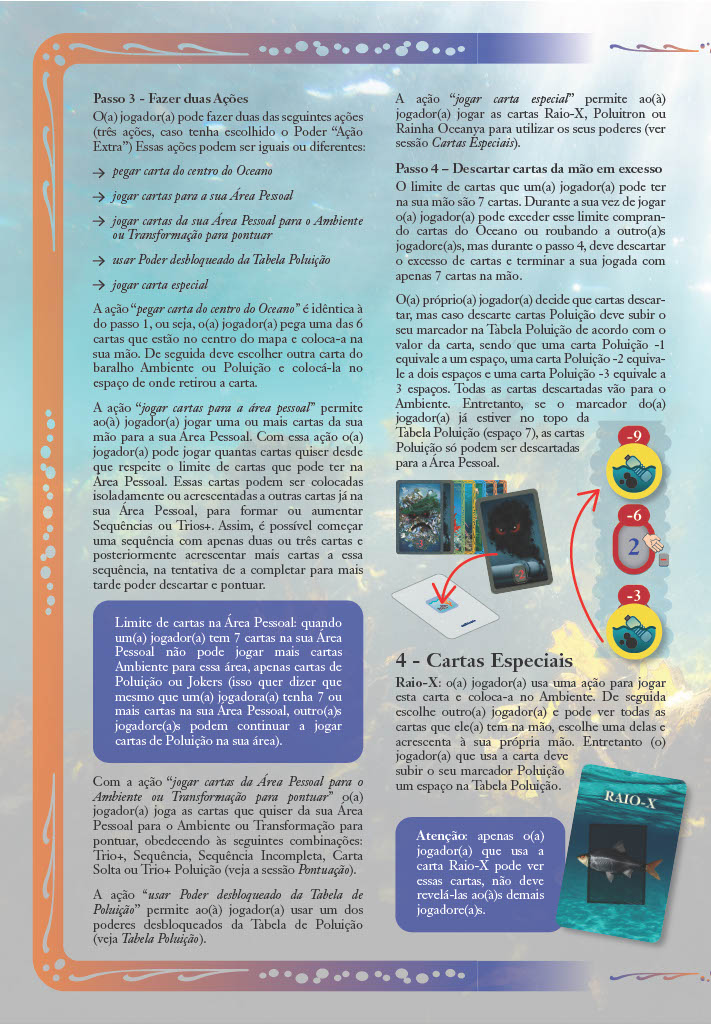 Passo 3 - Fazer duas Ações
O(a) jogador(a) pode fazer duas das seguintes ações
(três ações, caso tenha escolhido o Poder “Ação
Extra”) Essas ações podem ser iguais ou diferentes:
→ pegar carta do centro do Oceano
→ jogar cartas para a sua Área Pessoal
→ jogar cartas da sua Área Pessoal para o Ambiente
ou Transformação para pontuar
→ usar Poder desbloqueado da Tabela Poluição
→ jogar carta especial
A ação “pegar carta do centro do Oceano” é idêntica à
do passo 1, ou seja, o(a) jogador(a) pega uma das 6
cartas que estão no centro do mapa e coloca-a na
sua mão. De seguida deve escolher outra carta do
baralho Ambiente ou Poluição e colocá-la no
espaço de onde retirou a carta.
A ação “jogar cartas para a área pessoal” permite
ao(à) jogador(a) jogar uma ou mais cartas da sua
mão para a sua Área Pessoal. Com essa ação o(a)
jogador(a) pode jogar quantas cartas quiser desde
que respeite o limite de cartas que pode ter na
Área Pessoal. Essas cartas podem ser colocadas
isoladamente ou acrescentadas a outras cartas já na
sua Área Pessoal, para formar ou aumentar
Sequências ou Trios+. Assim, é possível começar
uma sequência com apenas duas ou três cartas e
posteriormente acrescentar mais cartas a essa
sequência, na tentativa de a completar para mais
tarde poder descartar e pontuar.
Limite de cartas na Área Pessoal: quando
um(a) jogador(a) tem 7 cartas na sua Área
Pessoal não pode jogar mais cartas
Ambiente para essa área, apenas cartas de
Poluição ou Jokers (isso quer dizer que
mesmo que um(a) jogadora(a) tenha 7 ou
mais cartas na sua Área Pessoal, outro(a)s
jogadore(a)s podem continuar a jogar
cartas de Poluição na sua área).
Com a ação “jogar cartas da Área Pessoal para o
Ambiente ou Transformação para pontuar” o(a)
jogador(a) joga as cartas que quiser da sua Área
Pessoal para o Ambiente ou Transformação para
pontuar, obedecendo às seguintes combinações:
Trio+, Sequência, Sequência Incompleta, Carta
Solta ou Trio+ Poluição (veja a sessão Pontuação).
A ação “usar Poder desbloqueado da Tabela de
Poluição” permite ao(à) jogador(a) usar um dos
poderes desbloqueados da Tabela de Poluição
(veja Tabela Poluição).
A ação “jogar carta especial” permite ao(à)
jogador(a) jogar as cartas Raio-X, Poluitron ou
Rainha Oceanya para utilizar os seus poderes (ver
sessão Cartas Especiais).
Passo 4 – Descartar cartas da mão em excesso
O limite de cartas que um(a) jogador(a) pode ter
na sua mão são 7 cartas. Durante a sua vez de jogar
o(a) jogador(a) pode exceder esse limite compran-
do cartas do Oceano ou roubando a outro(a)s
jogadore(a)s, mas durante o passo 4, deve descartar
o excesso de cartas e terminar a sua jogada com
apenas 7 cartas na mão.
O(a) próprio(a) jogador(a) decide que cartas descar-
tar, mas caso descarte cartas Poluição deve subir o
seu marcador na Tabela Poluição de acordo com o
valor da carta, sendo que uma carta Poluição -1
equivale a um espaço, uma carta Poluição -2 equiva-
le a dois espaços e uma carta Poluição -3 equivale a
3 espaços. Todas as cartas descartadas vão para o
Ambiente. Entretanto, se o marcador do(a)
jogador(a) já estiver no topo da
Tabela Poluição (espaço 7), as cartas
Poluição só podem ser descartadas
para a Área Pessoal.
-9
-6
2
-3
4 - Cartas Especiais
Raio-X: o(a) jogador(a) usa uma ação para jogar
esta carta e coloca-a no Ambiente. De seguida
escolhe outro(a) jogador(a) e pode ver todas as
cartas que ele(a) tem na mão, escolhe uma delas e
acrescenta à sua própria mão. Entretanto (o)
jogador(a) que usa a carta deve
subir o seu marcador Poluição
um espaço na Tabela Poluição.
Atenção: apenas o(a)
jogador(a) que usa a
carta Raio-X pode ver
essas cartas, não deve
revelá-las ao(à)s demais
jogadore(a)s.
RAIO-X